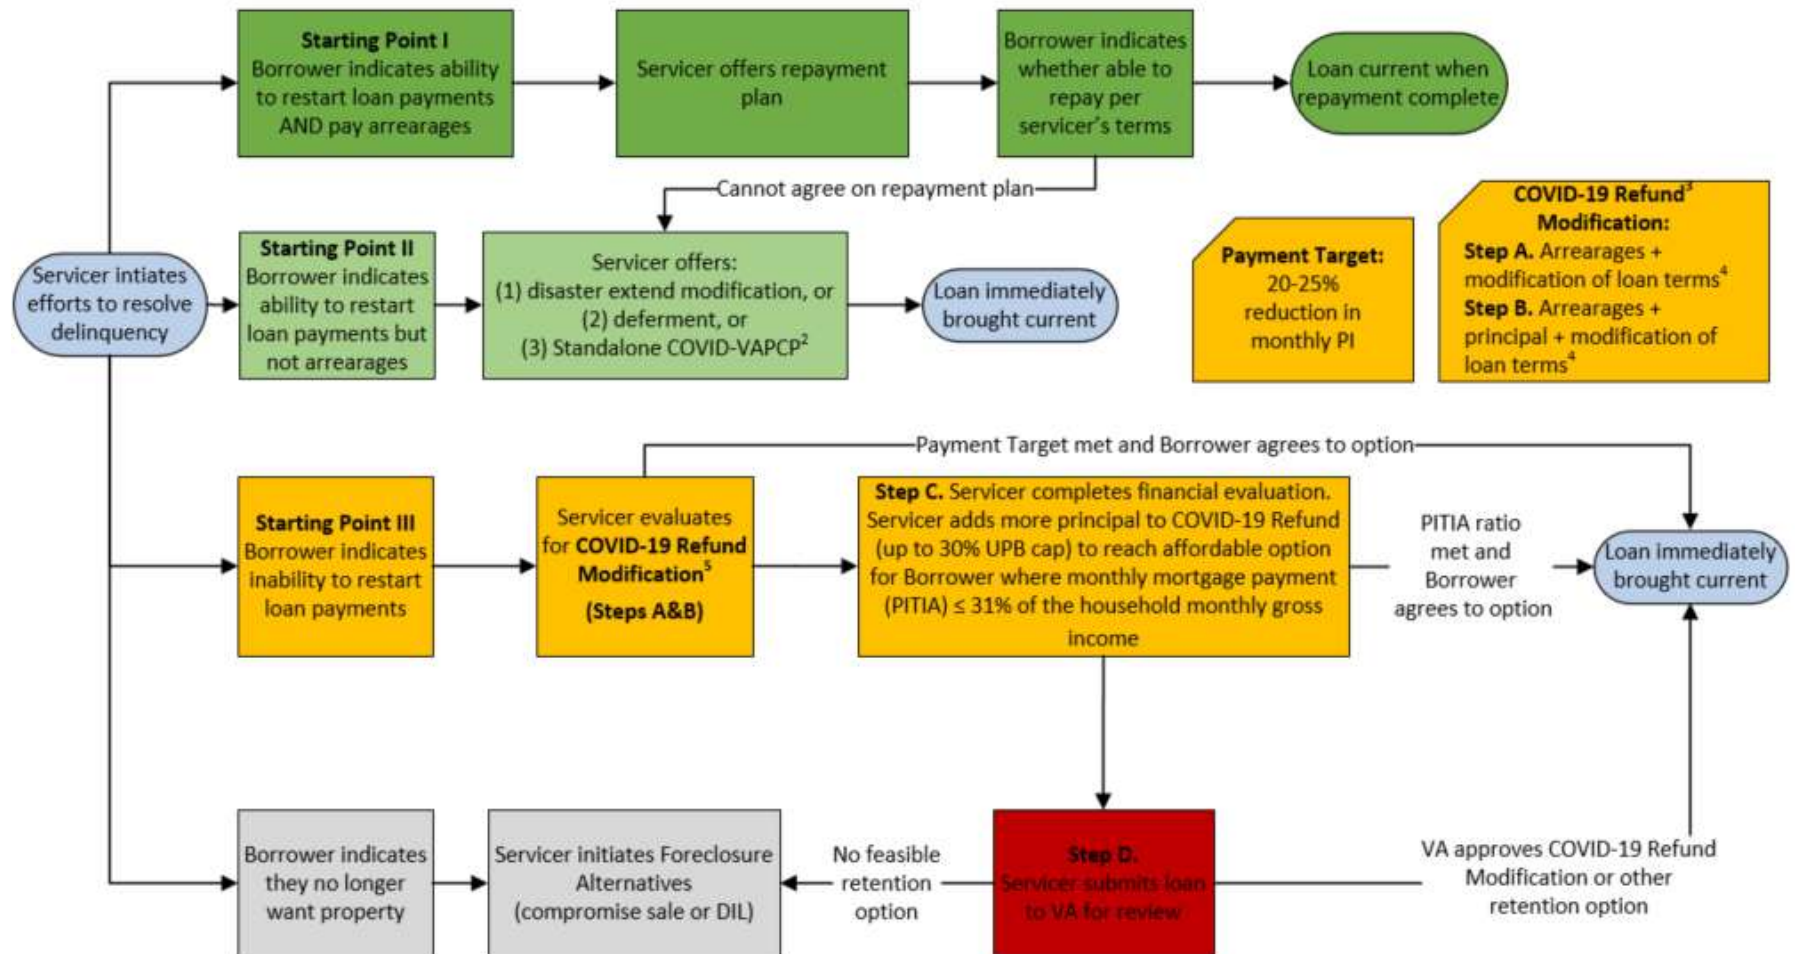 Starting Point I
Borrower indicates ability
to restart loan payments
AND pay arrearages
Servicer offers repayment
plan
Borrower indicates
whether able to
repay per
servicer's terms
Loan current when
repayment complete
Cannot agree on repayment plan
Servicer intiates
efforts to resolve
delinquency
Starting Point II
Borrower indicates
ability to restart
loan payments but
not arrearages
Servicer offers:
(1) disaster extend modification, or
(2) deferment, or
(3) Standalone COVID-VAPCP²
Loan immediately
brought current
Payment Target:
20-25%
reduction in
monthly PI
COVID-19 Refund³
Modification:
Step A. Arrearages +
modification of loan terms⁴
Step B. Arrearages +
principal + modification of
loan terms⁴
Payment Target met and Borrower agrees to option
Starting Point III
Borrower indicates
inability to restart
loan payments
Servicer evaluates
for COVID-19 Refund
Modification⁵
(Steps A&B)
Step C. Servicer completes financial evaluation.
Servicer adds more principal to COVID-19 Refund
(up to 30% UPB cap) to reach affordable option
for Borrower where monthly mortgage payment
(PITIA) ≤ 31% of the household monthly gross
income
PITIA ratio
met and
Borrower
agrees to option
Loan immediately
brought current
Borrower indicates
they no longer
want property
Servicer initiates Foreclosure
Alternatives
(compromise sale or DIL)
No feasible
retention
option
Step D.
Servicer submits loan
to VA for review
VA approves COVID-19 Refund
Modification or other
retention option